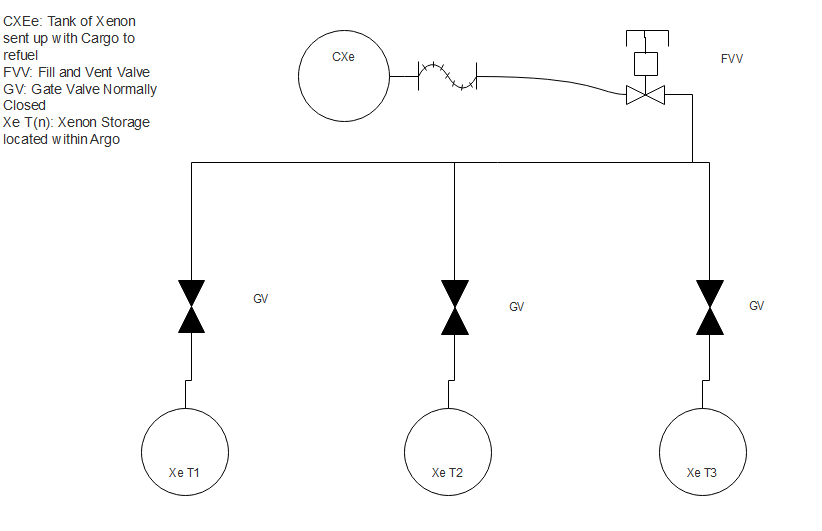 CXEe: Tank of Xenon
sent up with Cargo to
refuel
FVV: Fill and Vent Valve
GV: Gate Valve Normally
Closed
Xe T(n): Xenon Storage
located within Argo
CXe
FVV
GV
GV
GV
Xe T1
Xe T2
Xe T3